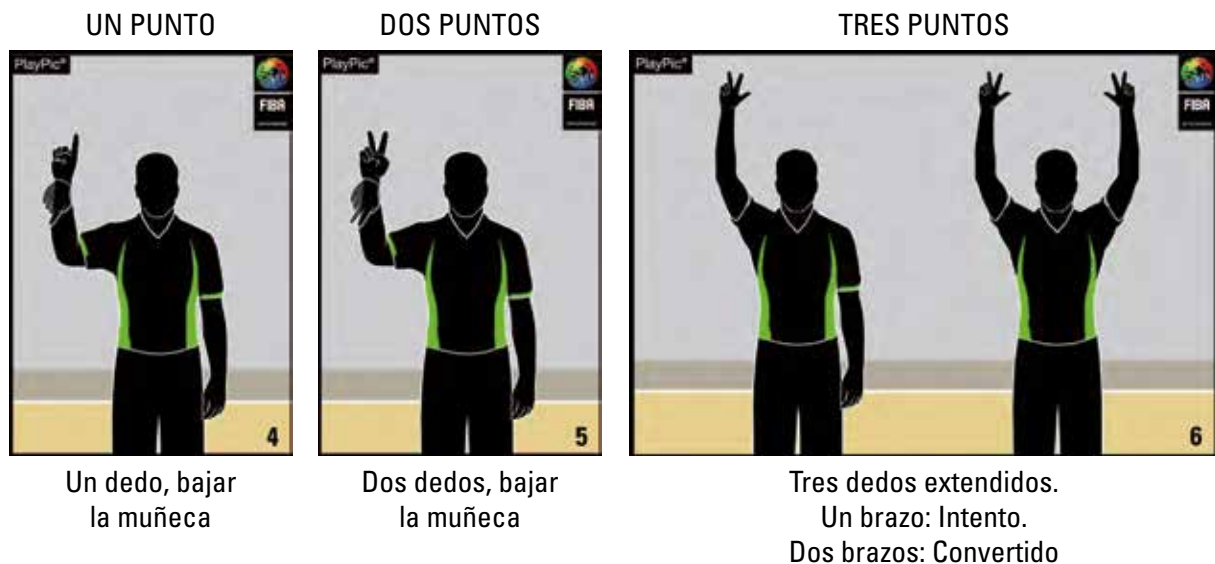 UN PUNTO
DOS PUNTOS
TRES PUNTOS
PlayPic®
FIBA
PlayPic®
FIBA
PlayPic®
FIBA
4
5
6
Un dedo, bajar
la muñeca
Dos dedos, bajar
la muñeca
Tres dedos extendidos.
Un brazo: Intento.
Dos brazos: Convertido